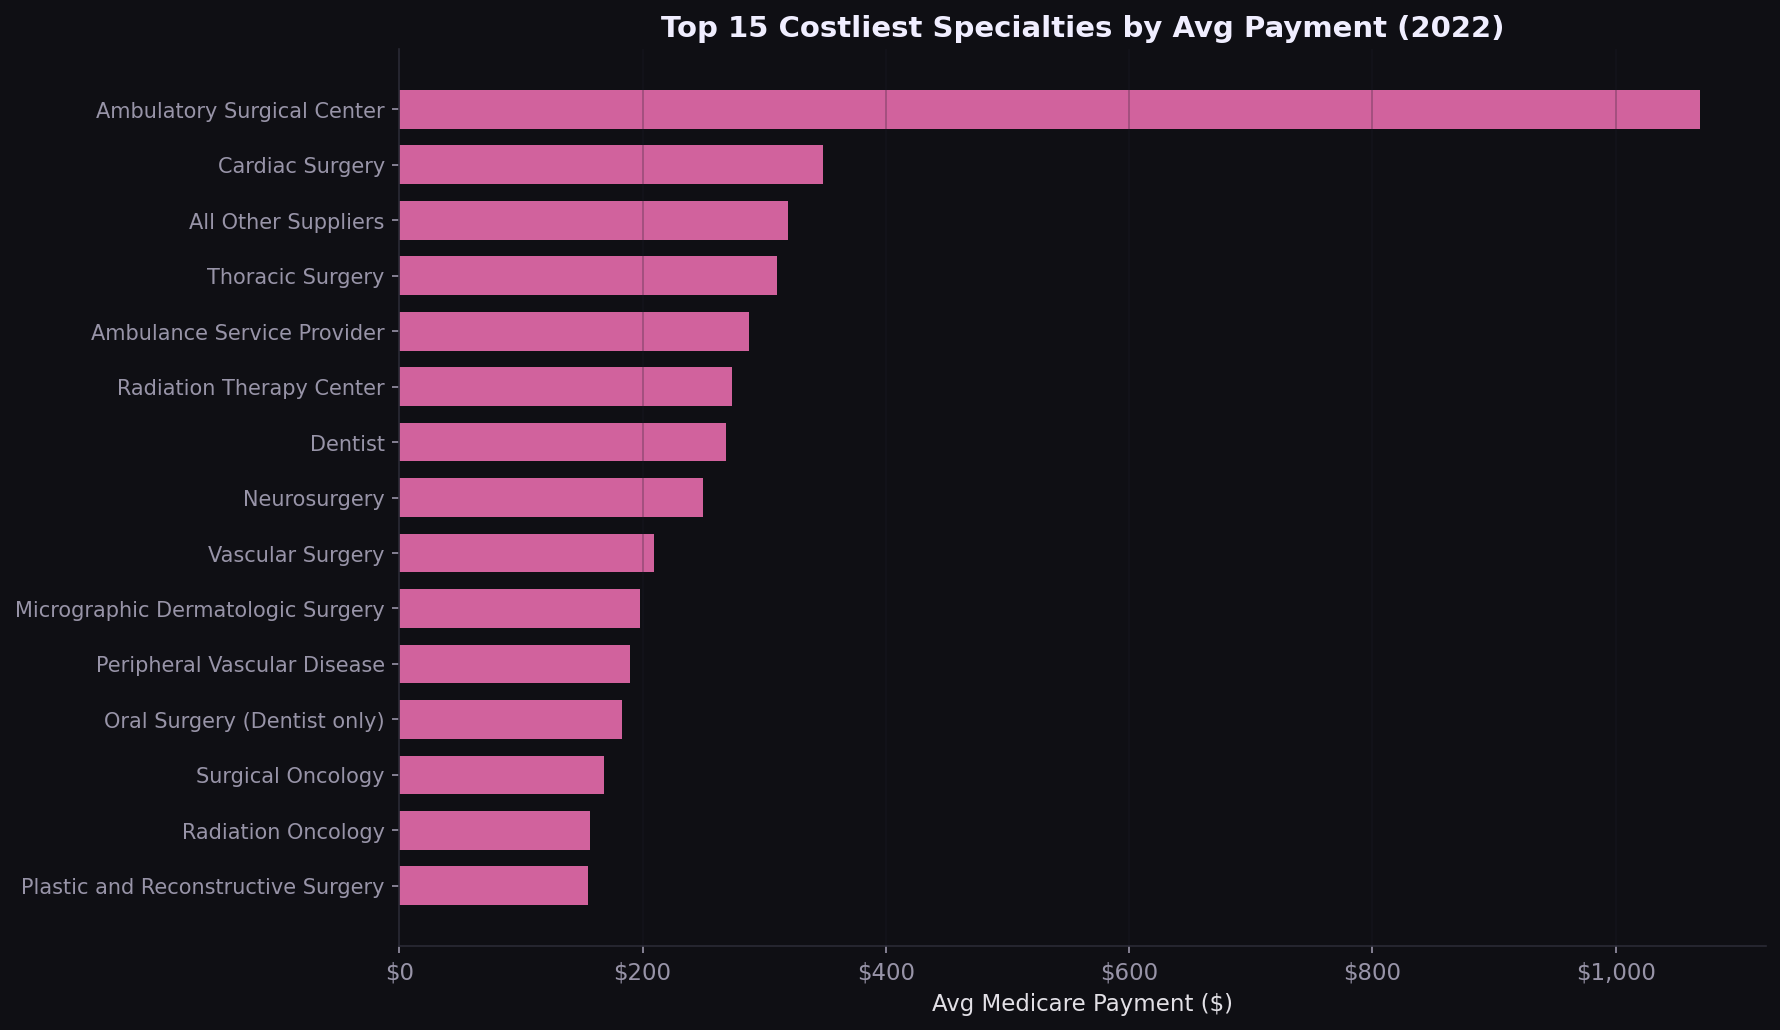 Top 15 Costliest Specialties by Avg Payment (2022)
Ambulatory Surgical Center
Cardiac Surgery
All Other Suppliers
Thoracic Surgery
Ambulance Service Provider
Radiation Therapy Center
Dentist
Neurosurgery
Vascular Surgery
Micrographic Dermatologic Surgery
Peripheral Vascular Disease
Oral Surgery (Dentist only)
Surgical Oncology
Radiation Oncology
Plastic and Reconstructive Surgery
$0 $200 $400 $600 $800 $1,000
Avg Medicare Payment ($)